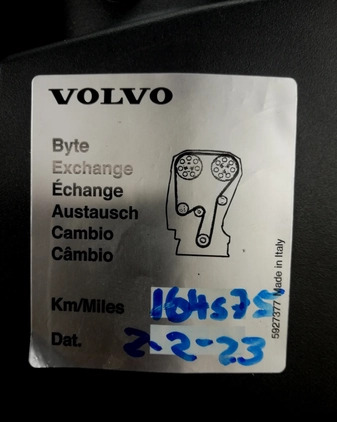 VOLVO
Byte
Exchange
Échange
Austausch
Cambio
Câmbio
Km/Miles 164575
Dat. 2-2-23
5927377 Made in Italy